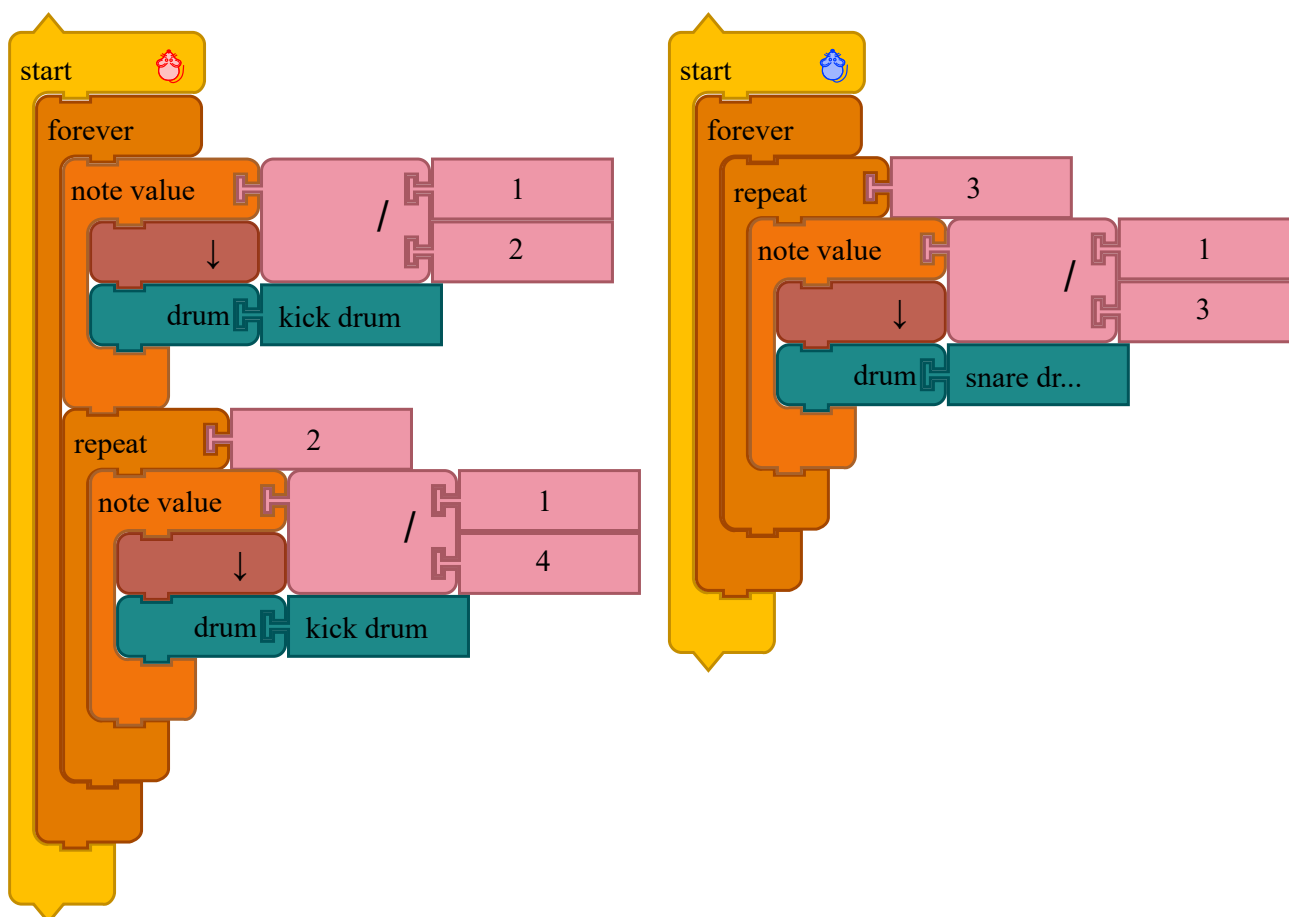 start
forever
note value / 1
2
↓
drum kick drum
repeat 2
note value / 1
4
↓
drum kick drum
start
forever
repeat 3
note value / 1
3
↓
drum snare dr...